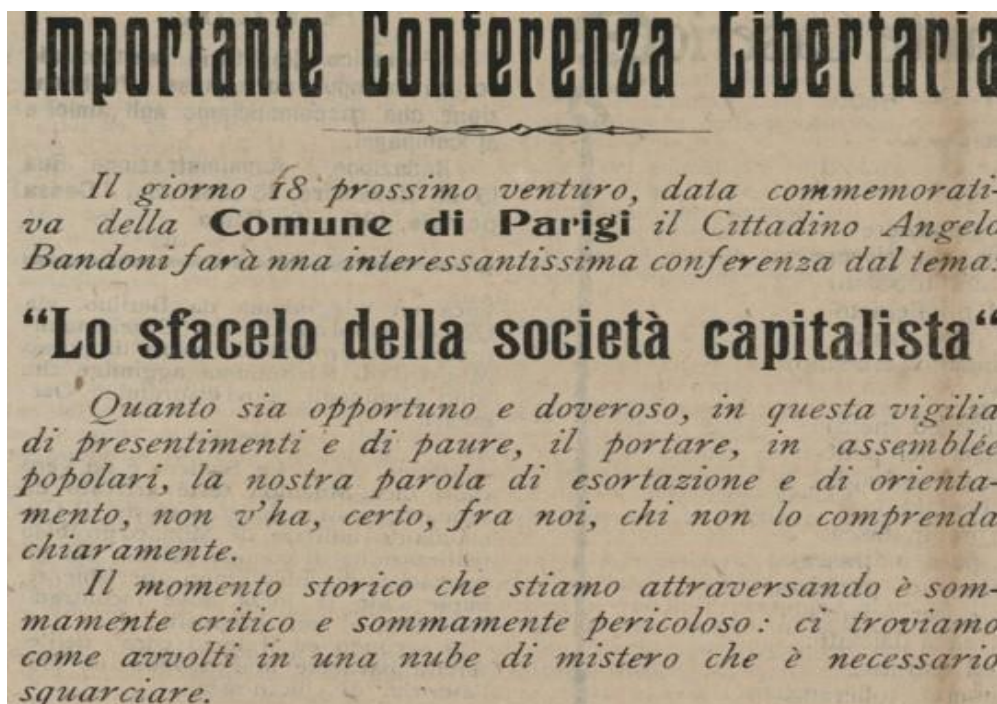 Importante Conferenza Libertaria
Il giorno 18 prossimo venturo, data commemorati-
va della Comune di Parigi il Cittadino Angelo
Bandoni farà nna interessantissima conferenza dal tema:
“Lo sfacelo della società capitalista“
Quanto sia opportuno e doveroso, in questa vigilia
di presentimenti e di paure, il portare, in assemblée
popolari, la nostra parola di esortazione e di orienta-
mento, non v'ha, certo, fra noi, chi non lo comprenda
chiaramente.
Il momento storico che stiamo attraversando è som-
mamente critico e sommamente pericoloso: ci troviamo
come avvolti in una nube di mistero che è necessario
squarciare.